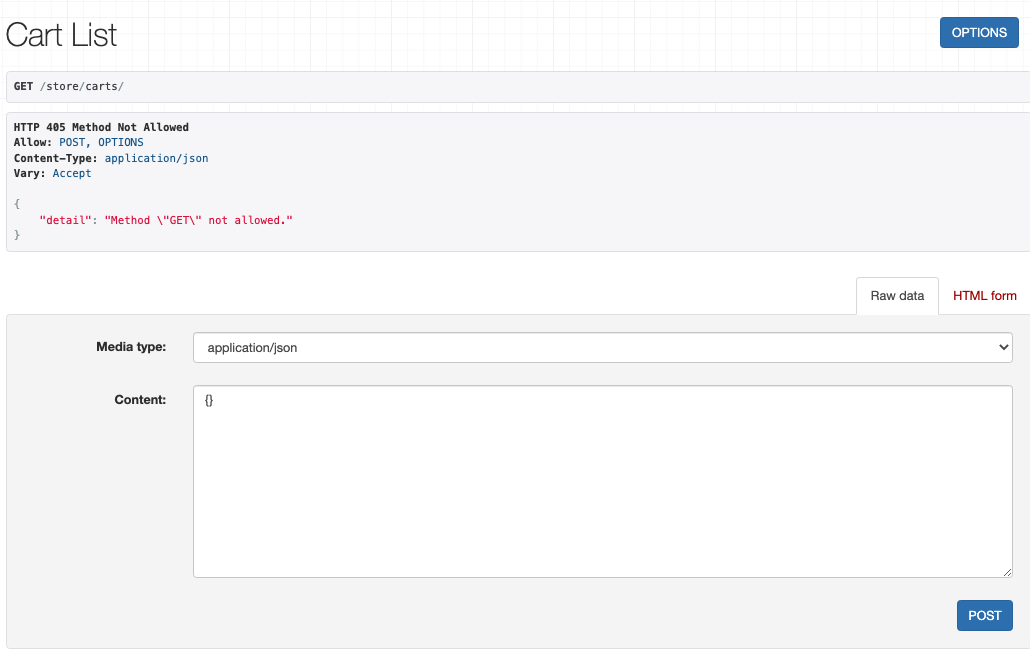 Cart List
OPTIONS
GET /store/carts/
HTTP 405 Method Not Allowed
Allow: POST, OPTIONS
Content-Type: application/json
Vary: Accept
{
"detail": "Method \"GET\" not allowed."
}
Raw data
HTML form
Media type:
application/json
Content:
{}
POST